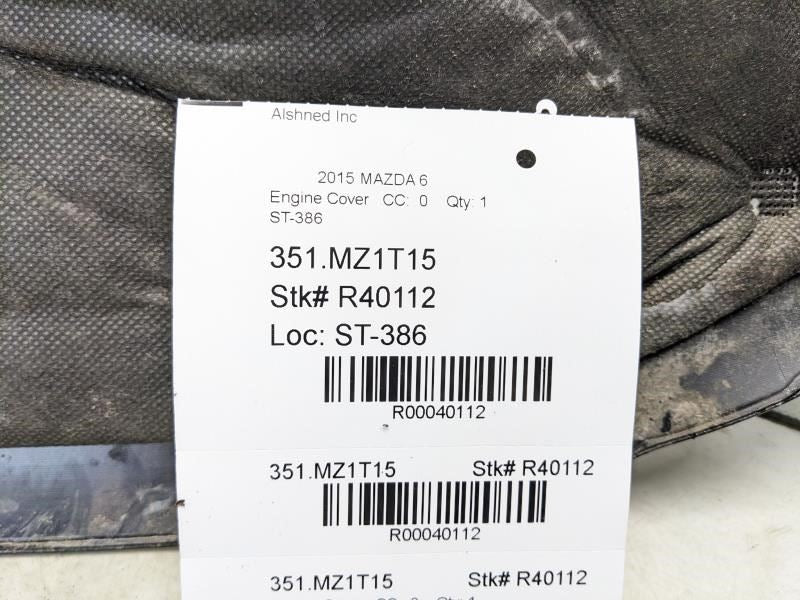 Alshned Inc
2015 MAZDA 6
Engine Cover CC: 0 Qty: 1
ST-386
351.MZ1T15
Stk# R40112
Loc: ST-386
R00040112
351.MZ1T15 Stk# R40112
R00040112
351.MZ1T15 Stk# R40112